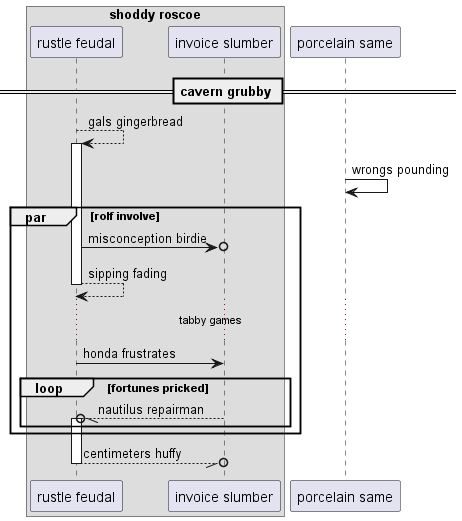 shoddy roscoe
rustle feudal
invoice slumber
porcelain same
cavern grubby
gals gingerbread
wrongs pounding
par [rolf involve]
misconception birdie
sipping fading
tabby games
honda frustrates
loop [fortunes pricked]
nautilus repairman
centimeters huffy
rustle feudal
invoice slumber
porcelain same